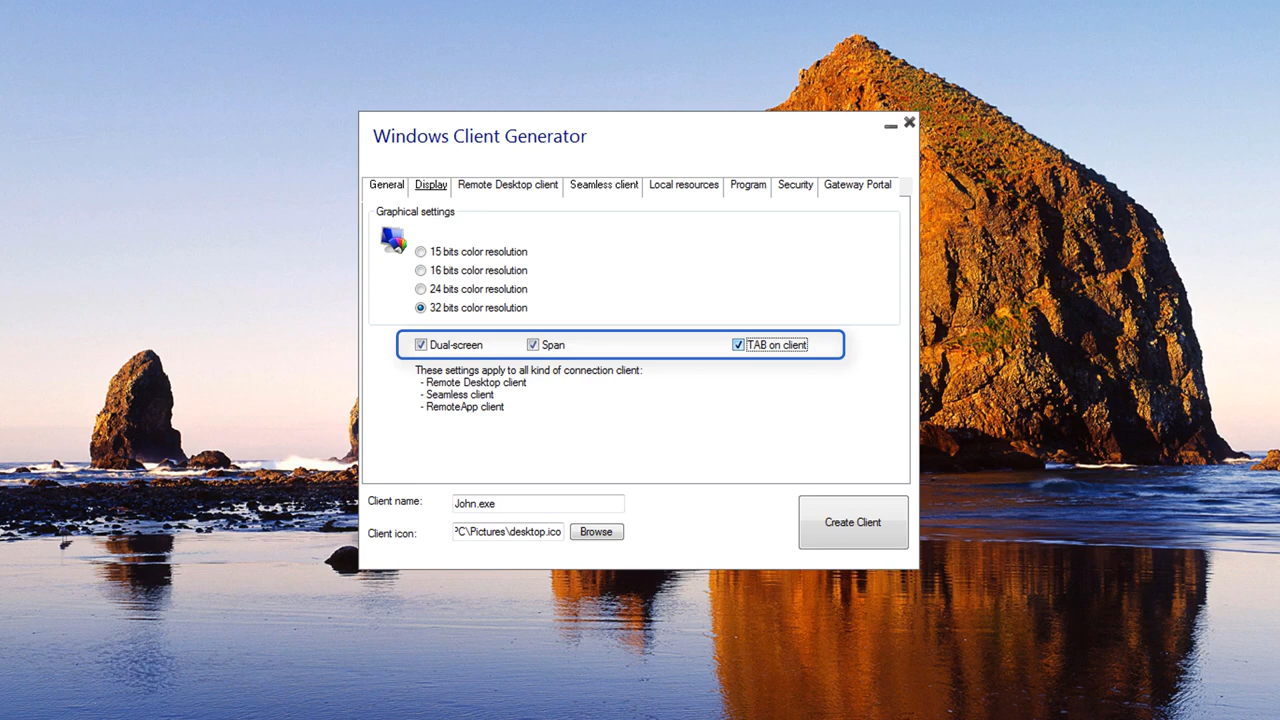 Windows Client Generator
General Display Remote Desktop client Seamless client Local resources Program Security Gateway Portal
Graphical settings
15 bits color resolution
16 bits color resolution
24 bits color resolution
32 bits color resolution
Dual-screen Span TAB on client
These settings apply to all kind of connection client:
- Remote Desktop client
- Seamless client
- RemoteApp client
Client name: John.exe
Create Client
Client icon: PC\Pictures\desktop.ico Browse